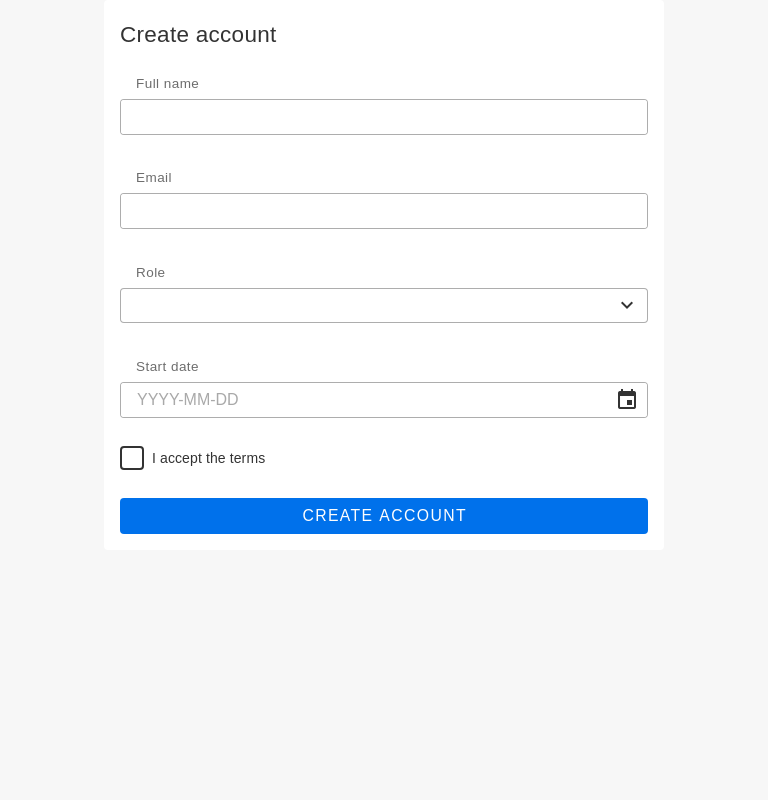 Create account
Full name
Email
Role
Start date
YYYY-MM-DD
I accept the terms
CREATE ACCOUNT